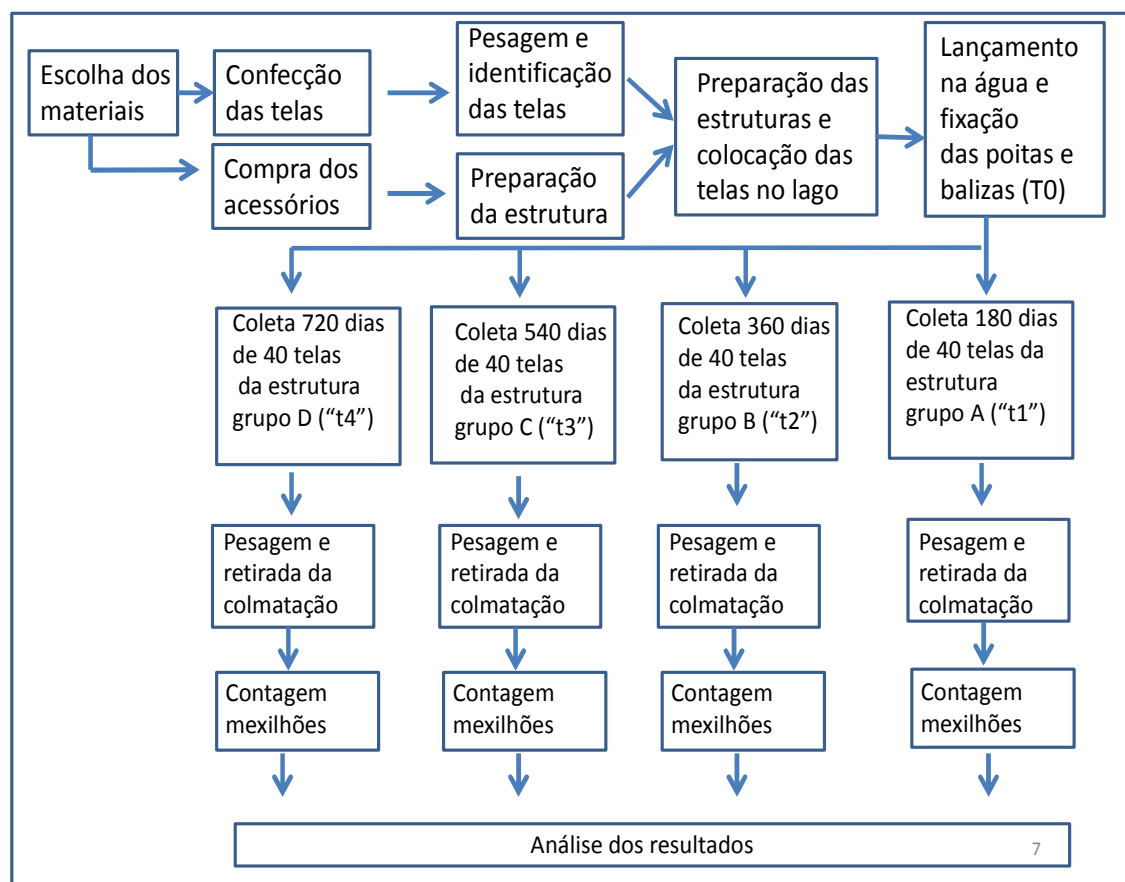 Escolha dos
materiais
Confecção
das telas
Pesagem e
identificação
das telas
Compra dos
acessórios
Preparação
da estrutura
Preparação das
estruturas e
colocação das
telas no lago
Lançamento
na água e
fixação
das poitas e
balizas (T0)
Coleta 720 dias
de 40 telas
da estrutura
grupo D (“t4”)
Coleta 540 dias
de 40 telas
da estrutura
grupo C (“t3”)
Coleta 360 dias
de 40 telas
da estrutura
grupo B (“t2”)
Coleta 180 dias
de 40 telas da
estrutura
grupo A (“t1”)
Pesagem e
retirada da
colmatação
Pesagem e
retirada da
colmatação
Pesagem e
retirada da
colmatação
Pesagem e
retirada da
colmatação
Contagem
mexilhões
Contagem
mexilhões
Contagem
mexilhões
Contagem
mexilhões
Análise dos resultados
7